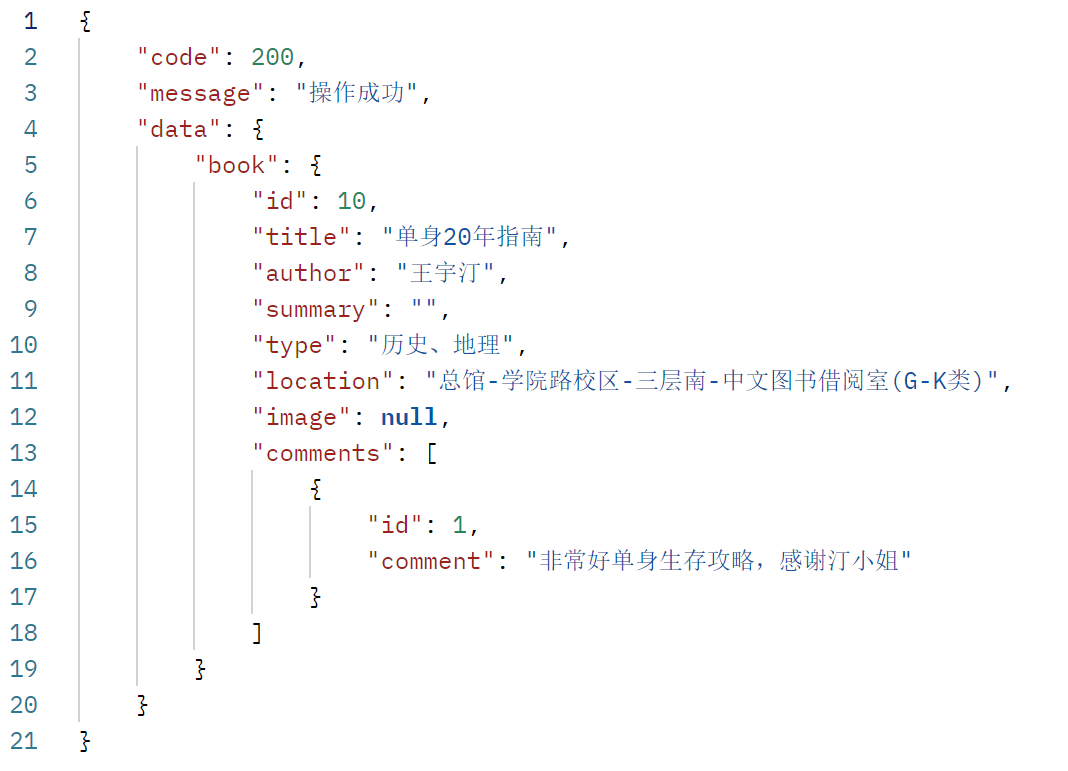 1 {
2 "code": 200,
3 "message": "操作成功",
4 "data": {
5 "book": {
6 "id": 10,
7 "title": "单身20年指南",
8 "author": "王宇汀",
9 "summary": "",
10 "type": "历史、地理",
11 "location": "总馆-学院路校区-三层南-中文图书借阅室(G-K类)",
12 "image": null,
13 "comments": [
14 {
15 "id": 1,
16 "comment": "非常好单身生存攻略，感谢汀小姐"
17 }
18 ]
19 }
20 }
21 }